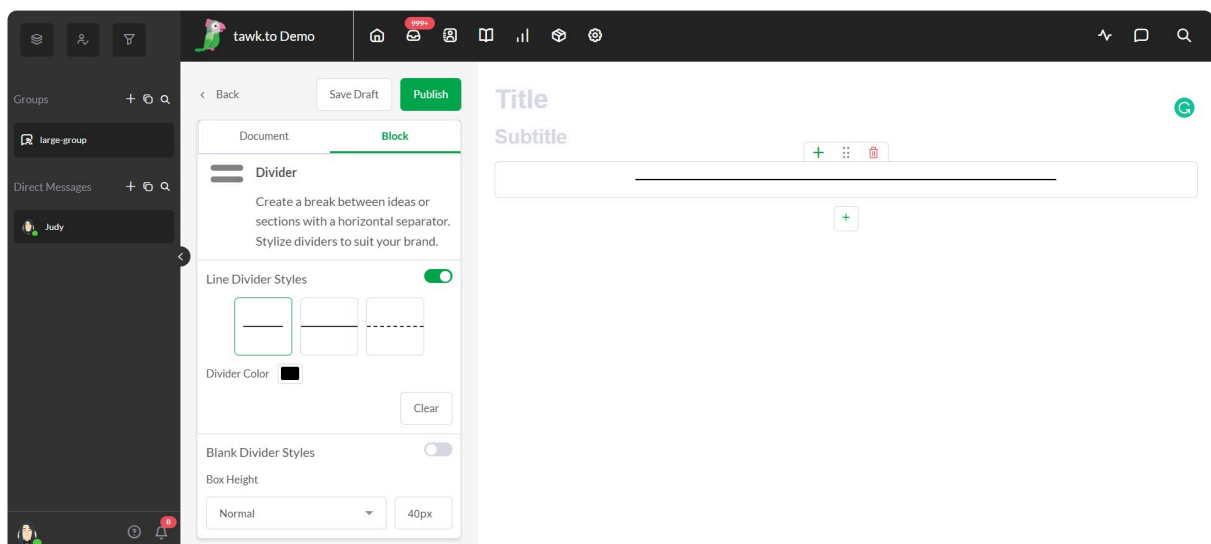 tawk.to Demo
999+
Groups
large-group
Direct Messages
Judy
8
Back
Save Draft
Publish
Document
Block
Divider
Create a break between ideas or
sections with a horizontal separator.
Stylize dividers to suit your brand.
Line Divider Styles
Divider Color
Clear
Blank Divider Styles
Box Height
Normal
40px
Title
Subtitle